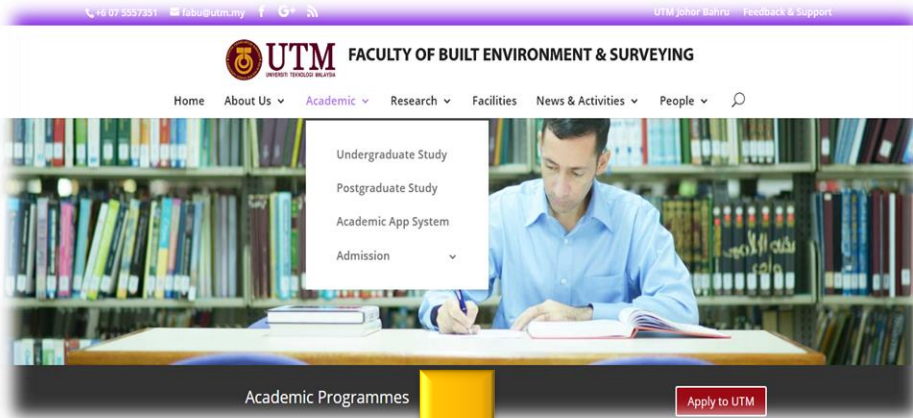 +6 07 5557351 fabu@utm.my f G+ UTM Johor Bahru Feedback & Support
UTM FACULTY OF BUILT ENVIRONMENT & SURVEYING
UNIVERSITI TEKNOLOGI MALAYSIA
Home About Us Academic Research Facilities News & Activities People
Undergraduate Study
Postgraduate Study
Academic App System
Admission
Academic Programmes
Apply to UTM